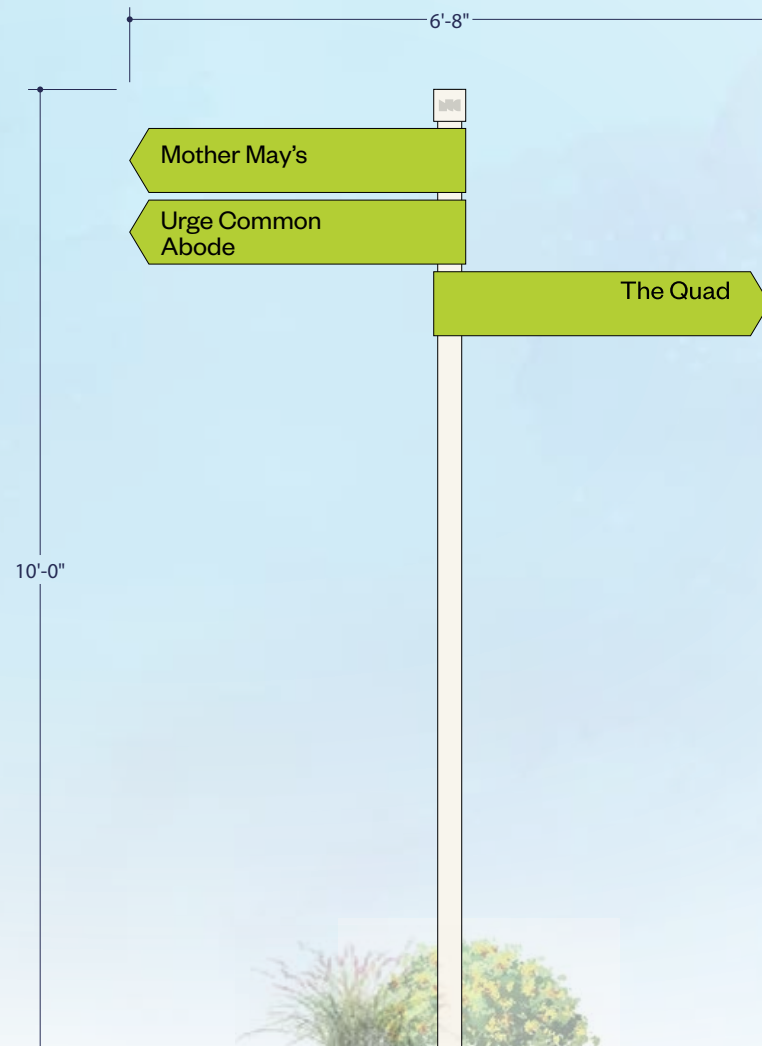 6'-8"
Mother May’s
Urge Common
Abode
The Quad
10'-0"